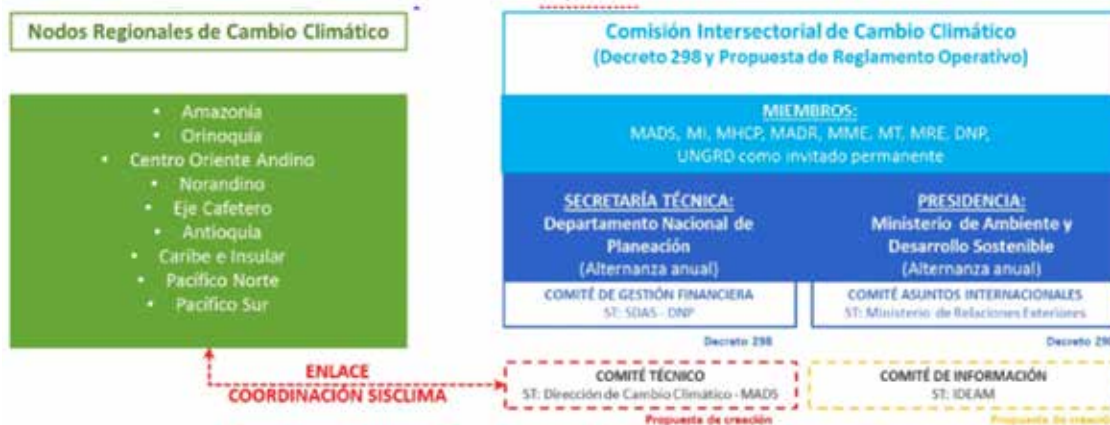 Nodos Regionales de Cambio Climático
• Amazonía
• Orinoquía
• Centro Oriente Andino
• Norandino
• Eje Cafetero
• Antioquia
• Caribe e Insular
• Pacífico Norte
• Pacífico Sur
Comisión Intersectorial de Cambio Climático
(Decreto 298 y Propuesta de Reglamento Operativo)
MIEMBROS:
MADS, MI, MHCP, MADR, MME, MT, MRE, DNP,
UNGRD como invitado permanente
SECRETARÍA TÉCNICA:
Departamento Nacional de
Planeación
(Alternanza anual)
PRESIDENCIA:
Ministerio de Ambiente y
Desarrollo Sostenible
(Alternanza anual)
COMITÉ DE GESTIÓN FINANCIERA
ST: SDAS - DNP
Decreto 298
COMITÉ ASUNTOS INTERNACIONALES
ST: Ministerio de Relaciones Exteriores
Decreto 298
ENLACE
COORDINACIÓN SISCLIMA
COMITÉ TÉCNICO
ST: Dirección de Cambio Climático - MADS
Propuesta de creación
COMITÉ DE INFORMACIÓN
ST: IDEAM
Propuesta de creación